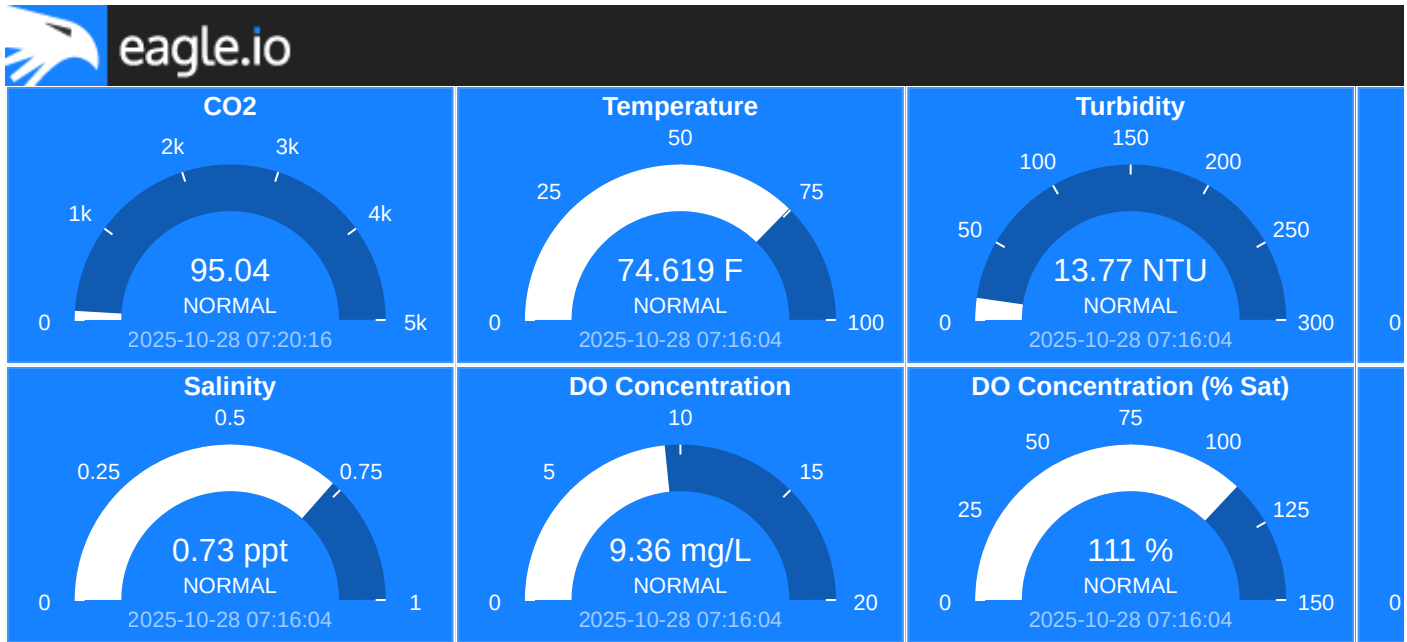 eagle.io
CO2
2k
3k
1k
4k
95.04
NORMAL
0
5k
2025-10-28 07:20:16
Temperature
50
25
75
74.619 F
NORMAL
0
100
2025-10-28 07:16:04
Turbidity
150
100
200
50
250
13.77 NTU
NORMAL
0
300
2025-10-28 07:16:04
0
Salinity
0.5
0.25
0.75
0.73 ppt
NORMAL
0
1
2025-10-28 07:16:04
DO Concentration
10
5
15
9.36 mg/L
NORMAL
0
20
2025-10-28 07:16:04
DO Concentration (% Sat)
75
50
100
25
125
111 %
NORMAL
0
150
2025-10-28 07:16:04
0